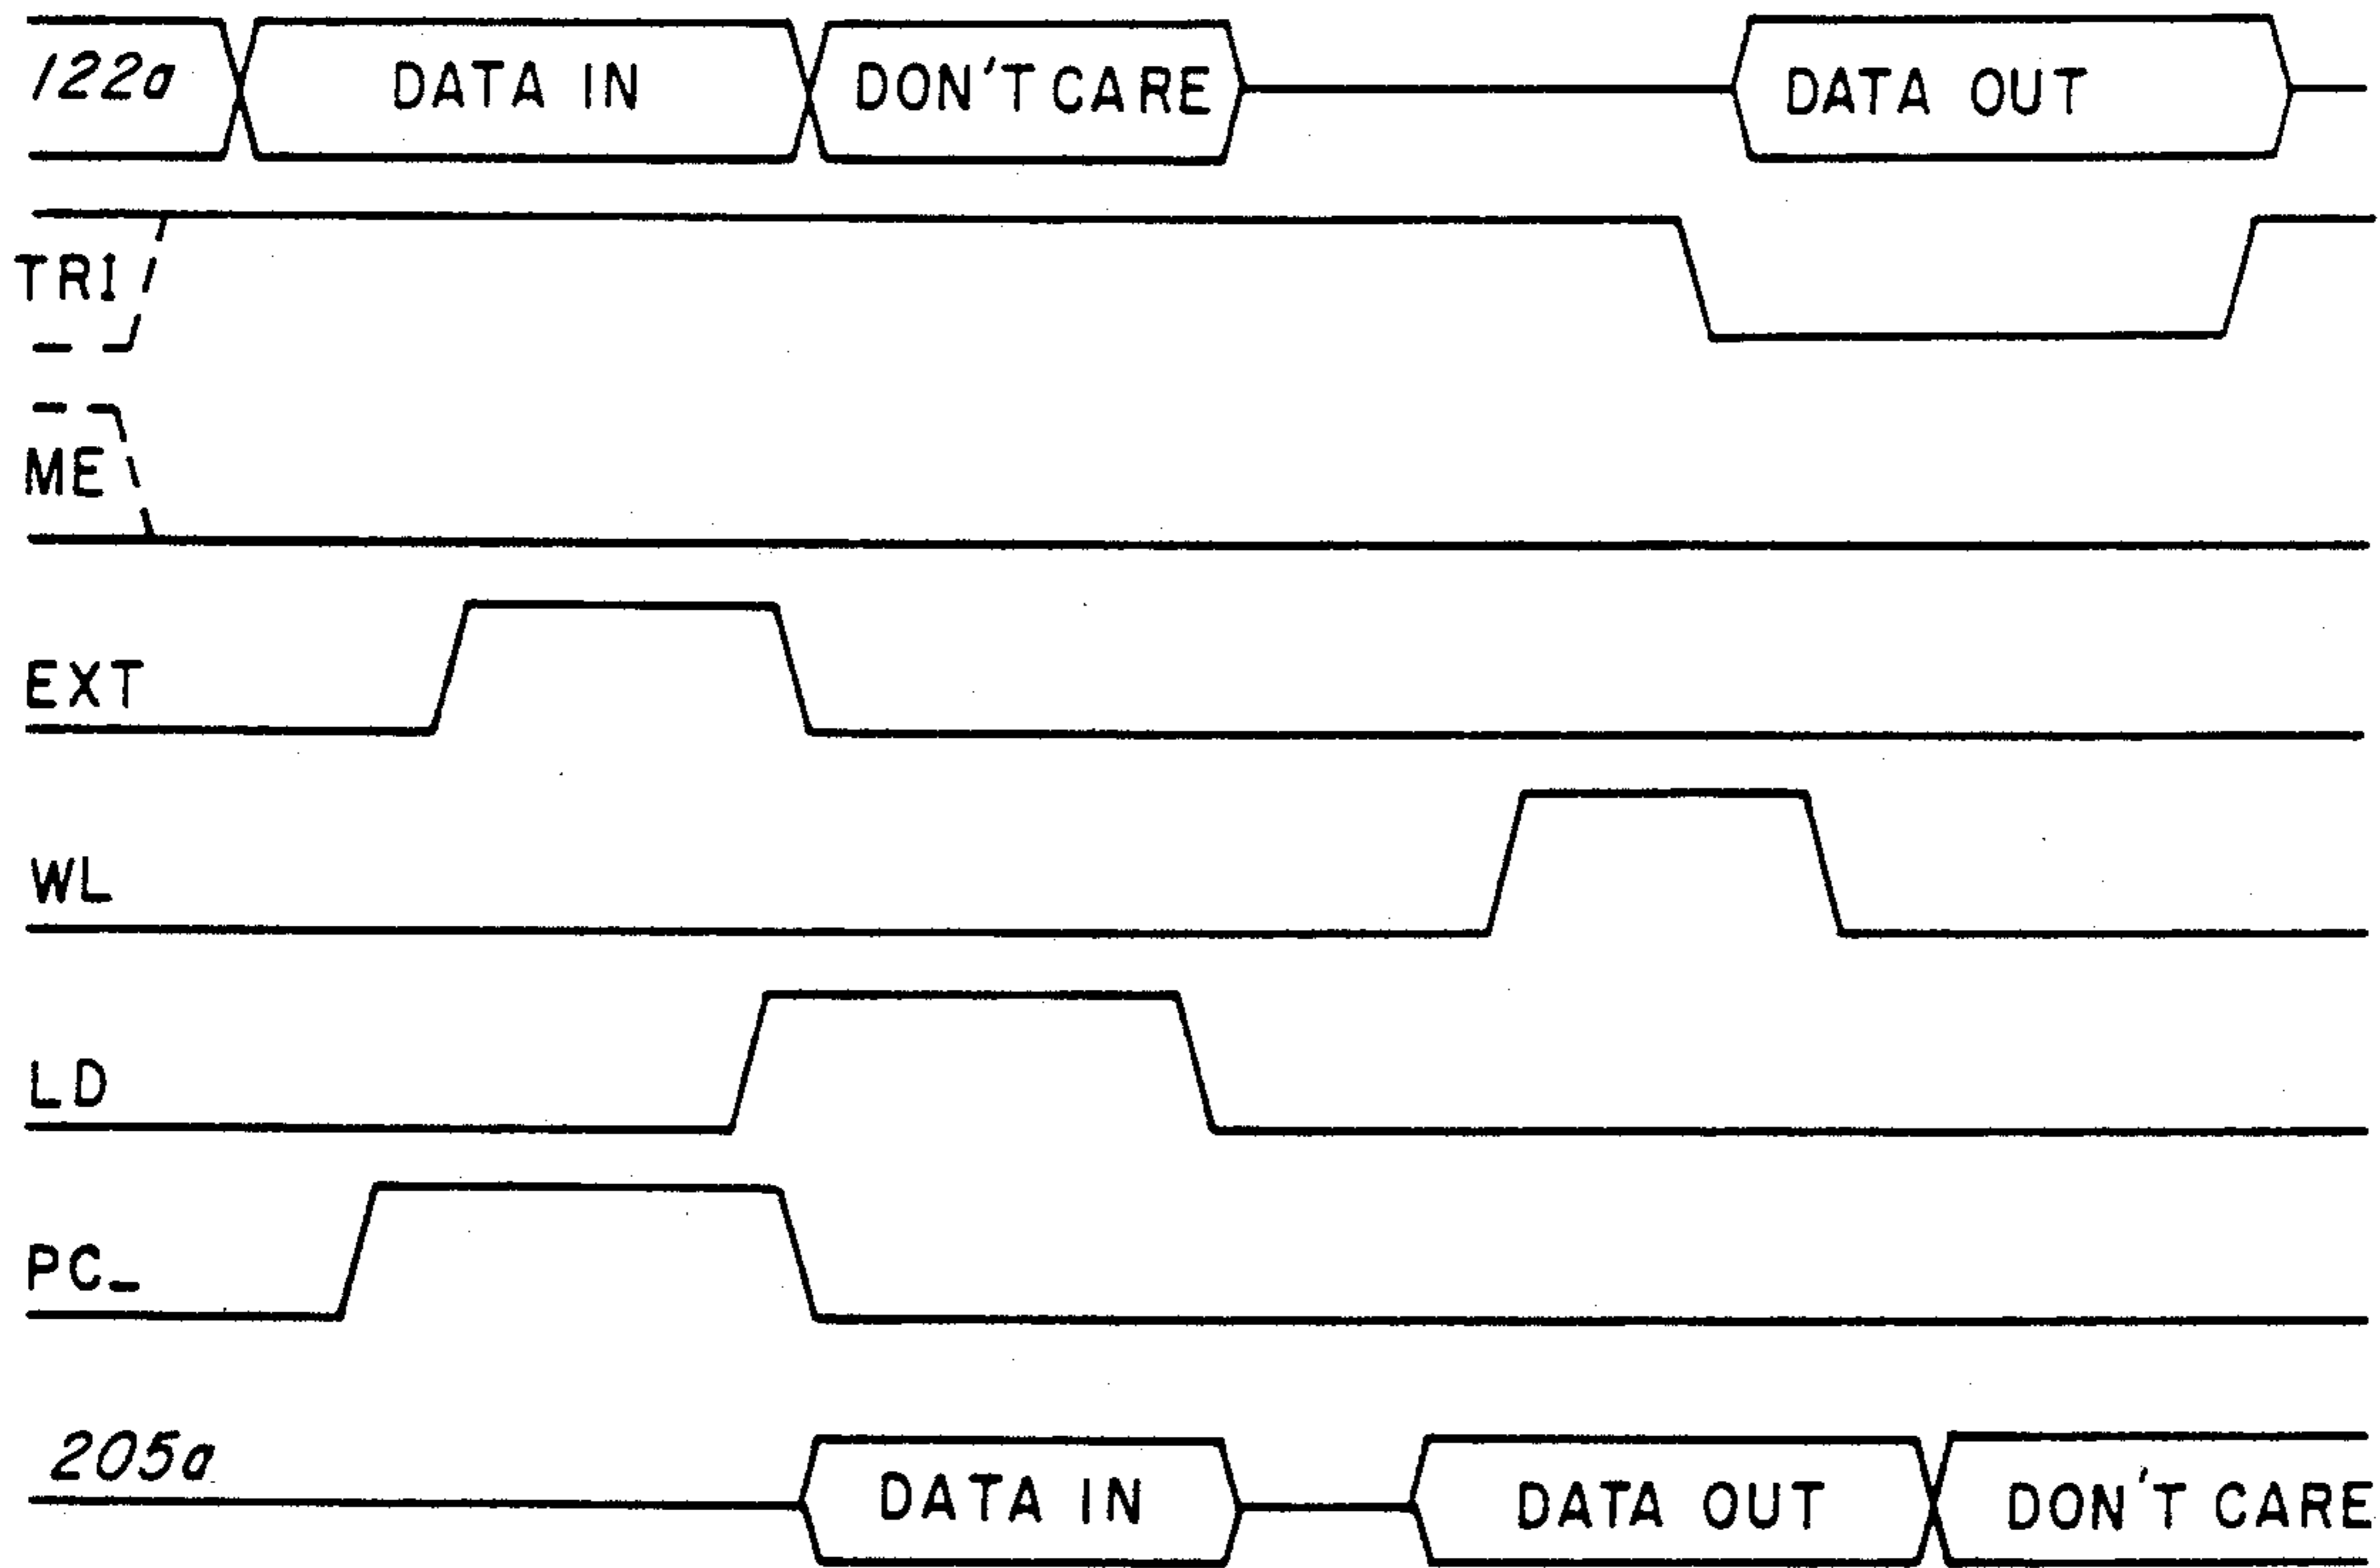 122a DATA IN DON'T CARE DATA OUT
TRI
ME
EXT
WL
LD
PC_
205a DATA IN DATA OUT DON'T CARE